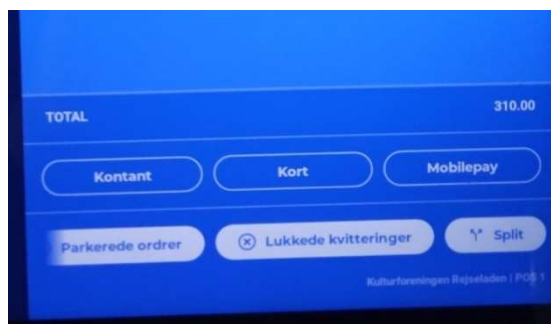 TOTAL 310.00
Kontant Kort Mobilepay
Parkerede ordrer Lukkede kvitteringer Split
Kulturforeningen Rejseladen | POS 1